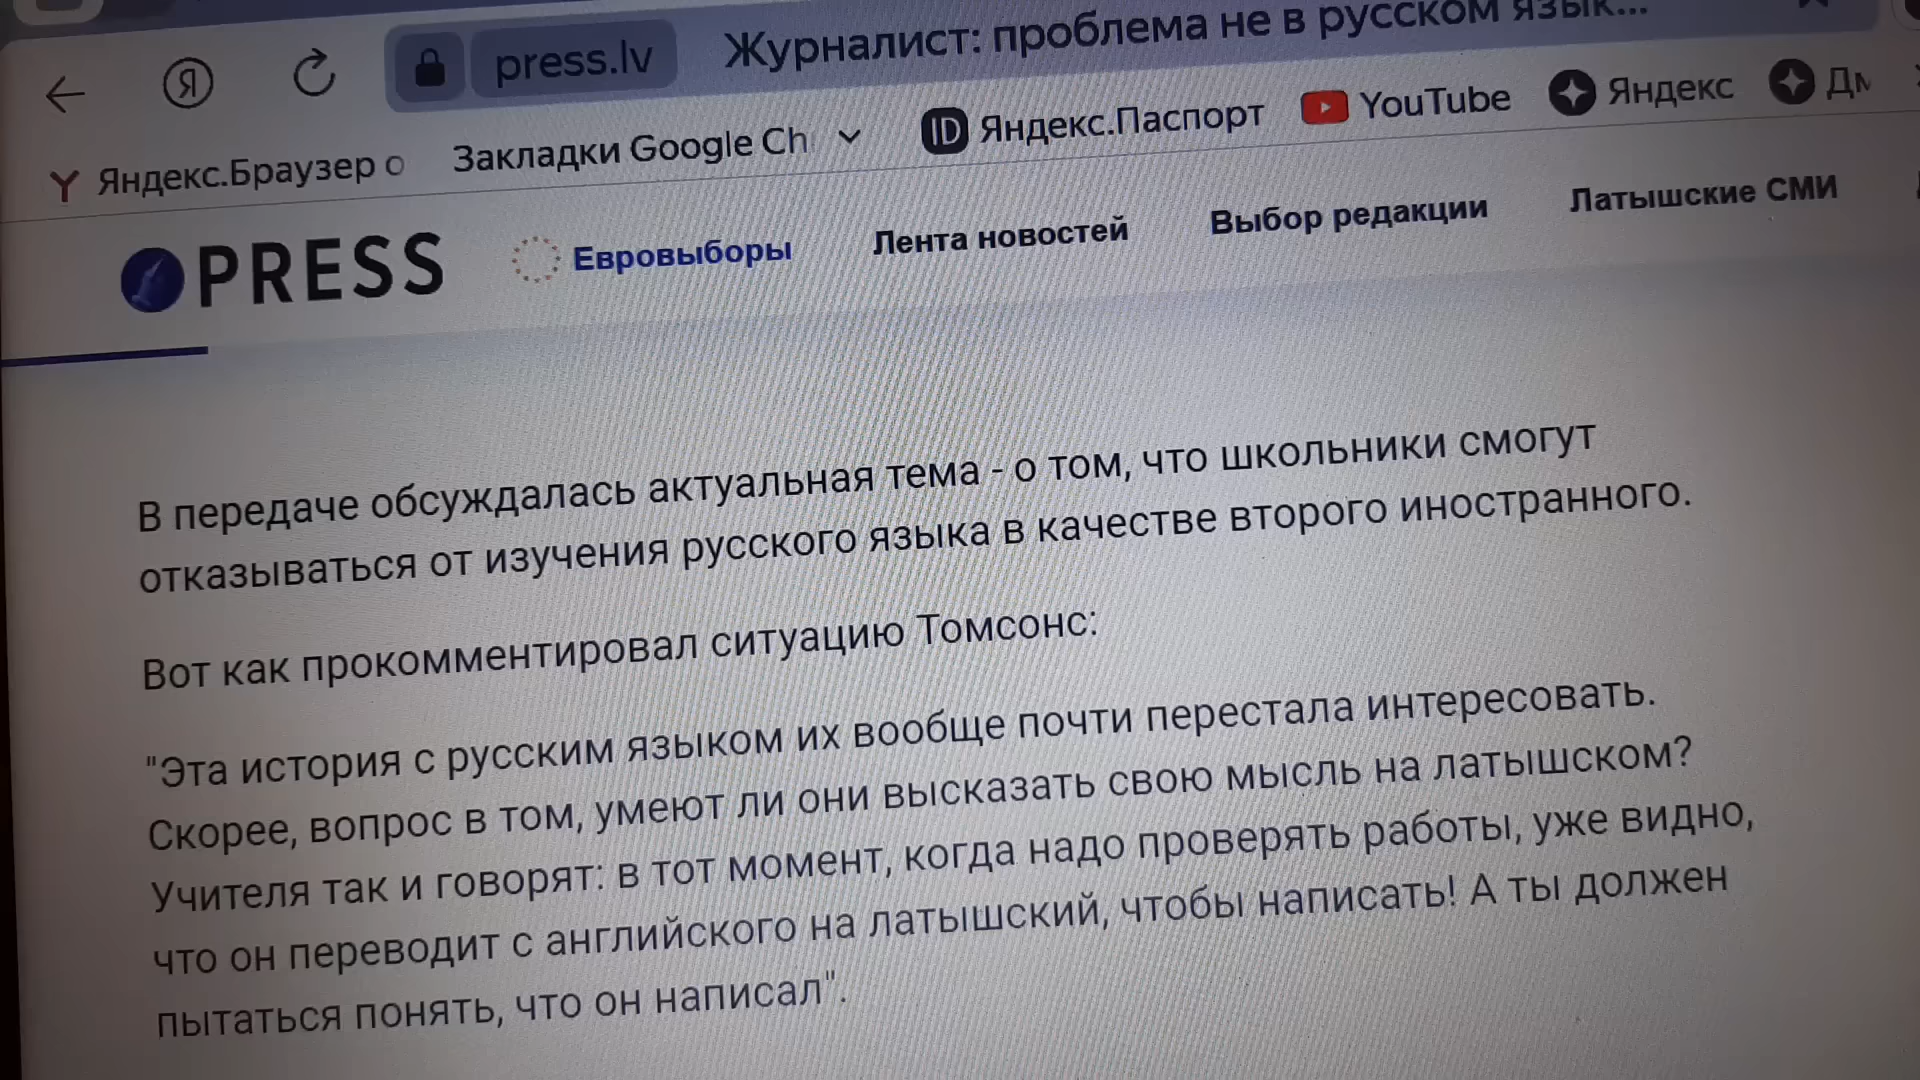 press.lv Журналист: проблема не в русском язык...
Яндекс.Браузер о Закладки Google Ch Яндекс.Паспорт YouTube Яндекс
PRESS Евровыборы Лента новостей Выбор редакции Латышские СМИ
В передаче обсуждалась актуальная тема - о том, что школьники смогут
отказываться от изучения русского языка в качестве второго иностранного.
Вот как прокомментировал ситуацию Томсонс:
"Эта история с русским языком их вообще почти перестала интересовать.
Скорее, вопрос в том, умеют ли они высказать свою мысль на латышском?
Учителя так и говорят: в тот момент, когда надо проверять работы, уже видно,
что он переводит с английского на латышский, чтобы написать! А ты должен
пытаться понять, что он написал".